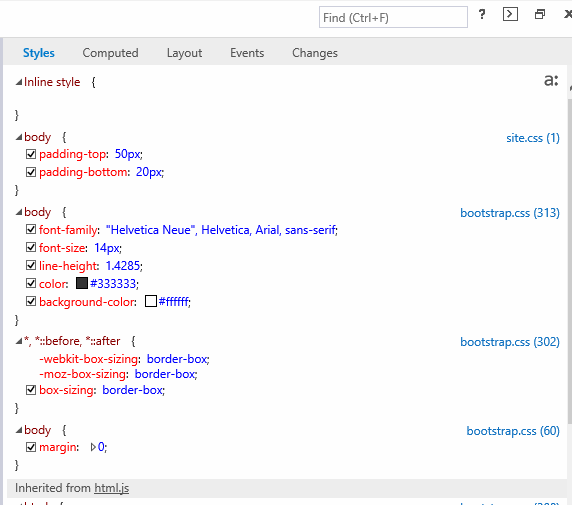 Find (Ctrl+F) ?
Styles Computed Layout Events Changes
Inline style { a:
}
body { site.css (1)
padding-top: 50px;
padding-bottom: 20px;
}
body { bootstrap.css (313)
font-family: "Helvetica Neue", Helvetica, Arial, sans-serif;
font-size: 14px;
line-height: 1.4285;
color: #333333;
background-color: #ffffff;
}
*, *::before, *::after { bootstrap.css (302)
-webkit-box-sizing: border-box;
-moz-box-sizing: border-box;
box-sizing: border-box;
}
body { bootstrap.css (60)
margin: 0;
}
Inherited from html.js